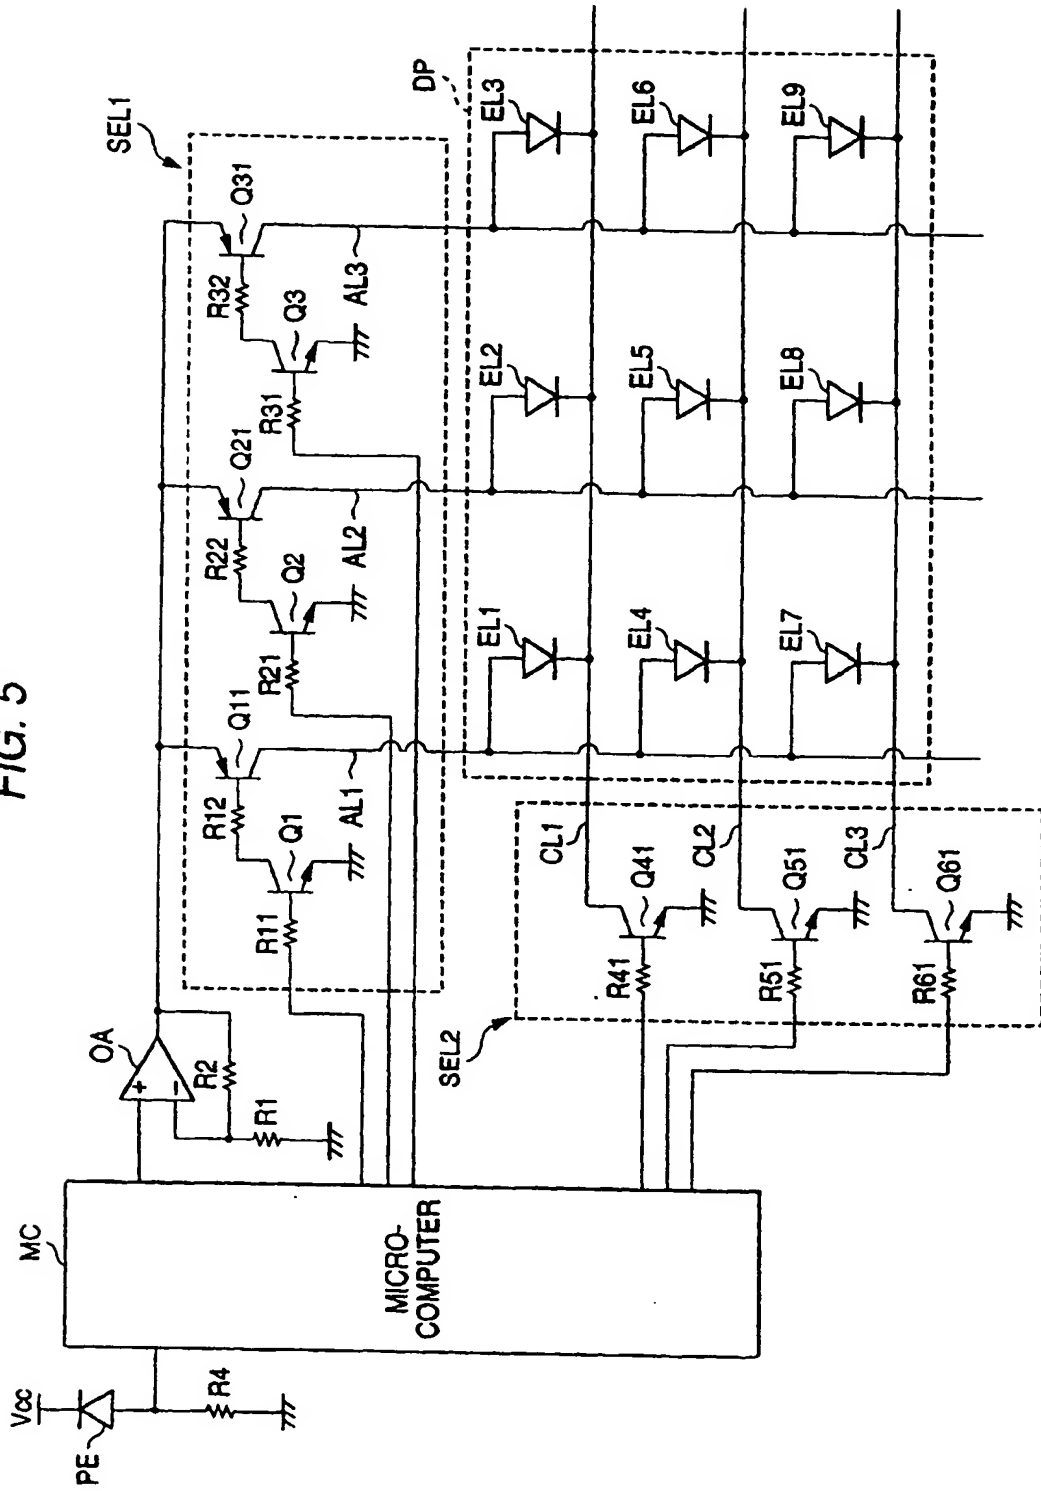 FIG. 5
SEL1
Q31
R32
Q3
R31
AL3
Q21
R22
Q2
R21
AL2
Q11
R12
Q1
R11
AL1
OA
+
−
R2
R1
MC
MICRO-
COMPUTER
Vcc
PE
R4
DP
EL3
EL6
EL9
EL2
EL5
EL8
EL1
EL4
EL7
CL1
CL2
CL3
Q41
Q51
Q61
R41
R51
R61
SEL2